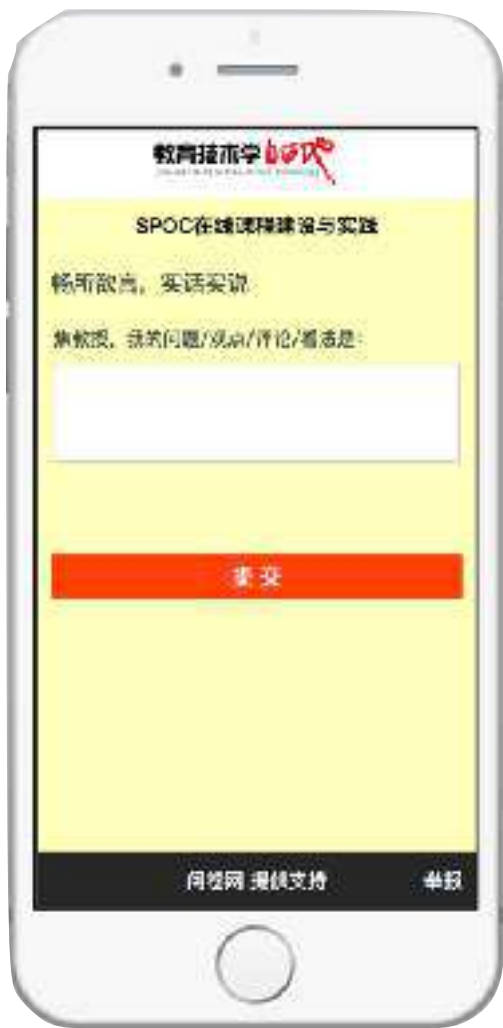 教育技术学
SPOC在线课程建设与实践
畅所欲言，实话实说
焦教授，我的问题/观点/评论/看法是：
提 交
问卷网 提供支持
举报